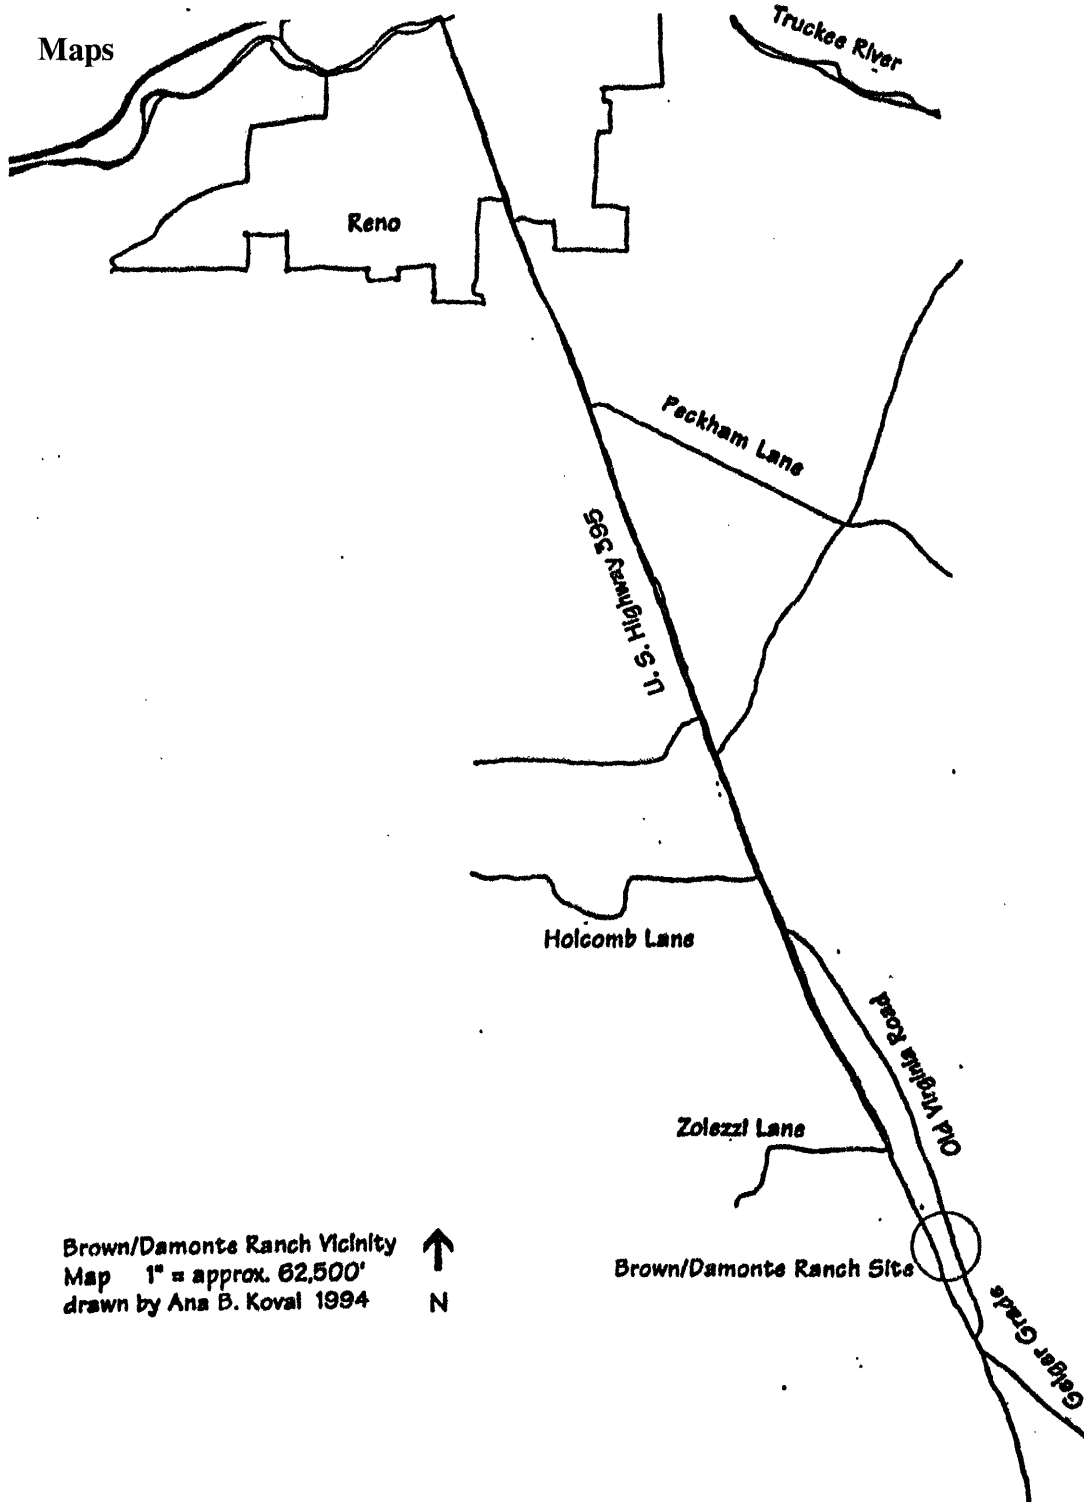 Maps
Truckee River
Reno
Peckham Lane
U. S. Highway 395
Holcomb Lane
Old Virginia Road
Zolezzi Lane
Brown/Damonte Ranch Vicinity
Map 1" = approx. 62,500'
drawn by Ana B. Koval 1994
N
Brown/Damonte Ranch Site
Geiger Grade